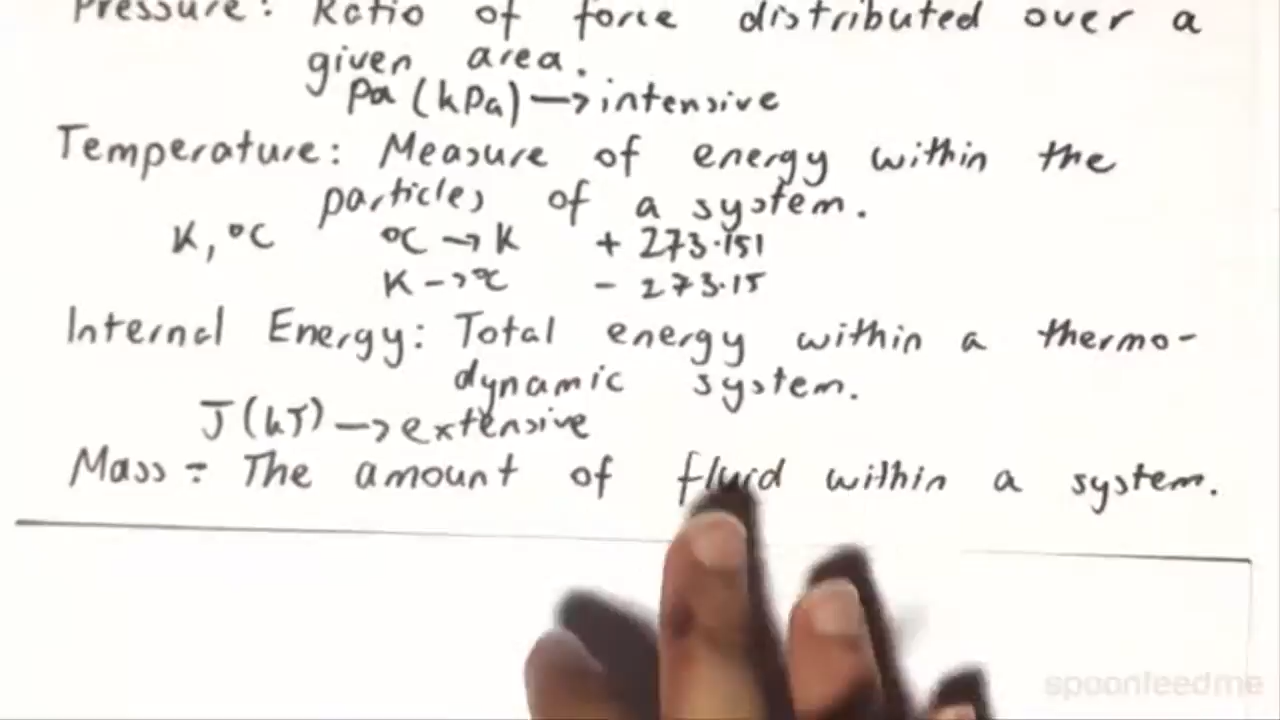 Pressure: Ratio of force distributed over a
given area.
Pa (kPa) → intensive
Temperature: Measure of energy within the
particles of a system.
K, °C °C → K + 273.151
K → °C - 273.15
Internal Energy: Total energy within a thermo-
dynamic system.
J (kJ) → extensive
Mass: The amount of fluid within a system.
spoonfeedme